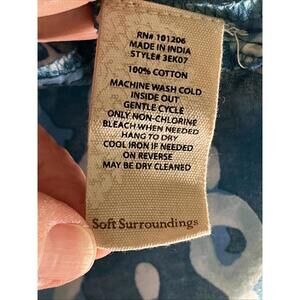 RN# 101206
MADE IN INDIA
STYLE# 3EK07
100% COTTON
MACHINE WASH COLD
INSIDE OUT
GENTLE CYCLE
ONLY NON-CHLORINE
BLEACH WHEN NEEDED
HANG TO DRY
COOL IRON IF NEEDED
ON REVERSE
MAY BE DRY CLEANED
Soft Surroundings